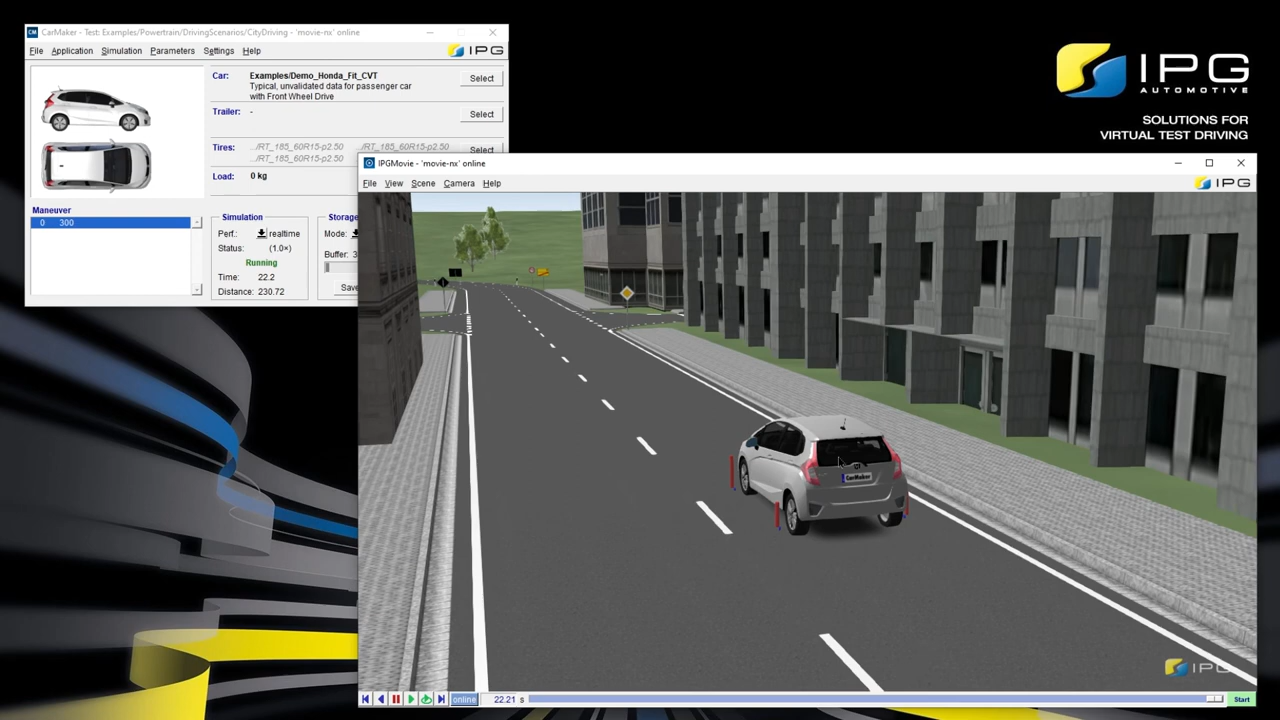 CM CarMaker - Test: Examples/Powertrain/DrivingScenarios/CityDriving - 'movie-nx' online
File Application Simulation Parameters Settings Help
IPG
Car: Examples/Demo_Honda_Fit_CVT
Typical, unvalidated data for passenger car
with Front Wheel Drive
Select
Trailer: -
Select
Tires: .../RT_185_60R15-p2.50 .../RT_185_60R15-p2.50
.../RT_185_60R15-p2.50
Select
Load: 0 kg
Maneuver
0 300
Simulation
Perf.: realtime
Status: (1.0×)
Running
Time: 22.2
Distance: 230.72
Storage
Mode:
Buffer: 3
Save
IPG
AUTOMOTIVE
SOLUTIONS FOR
VIRTUAL TEST DRIVING
IPGMovie - 'movie-nx' online
File View Scene Camera Help
IPG
CarMaker
IPG
online 22.21 s
Start